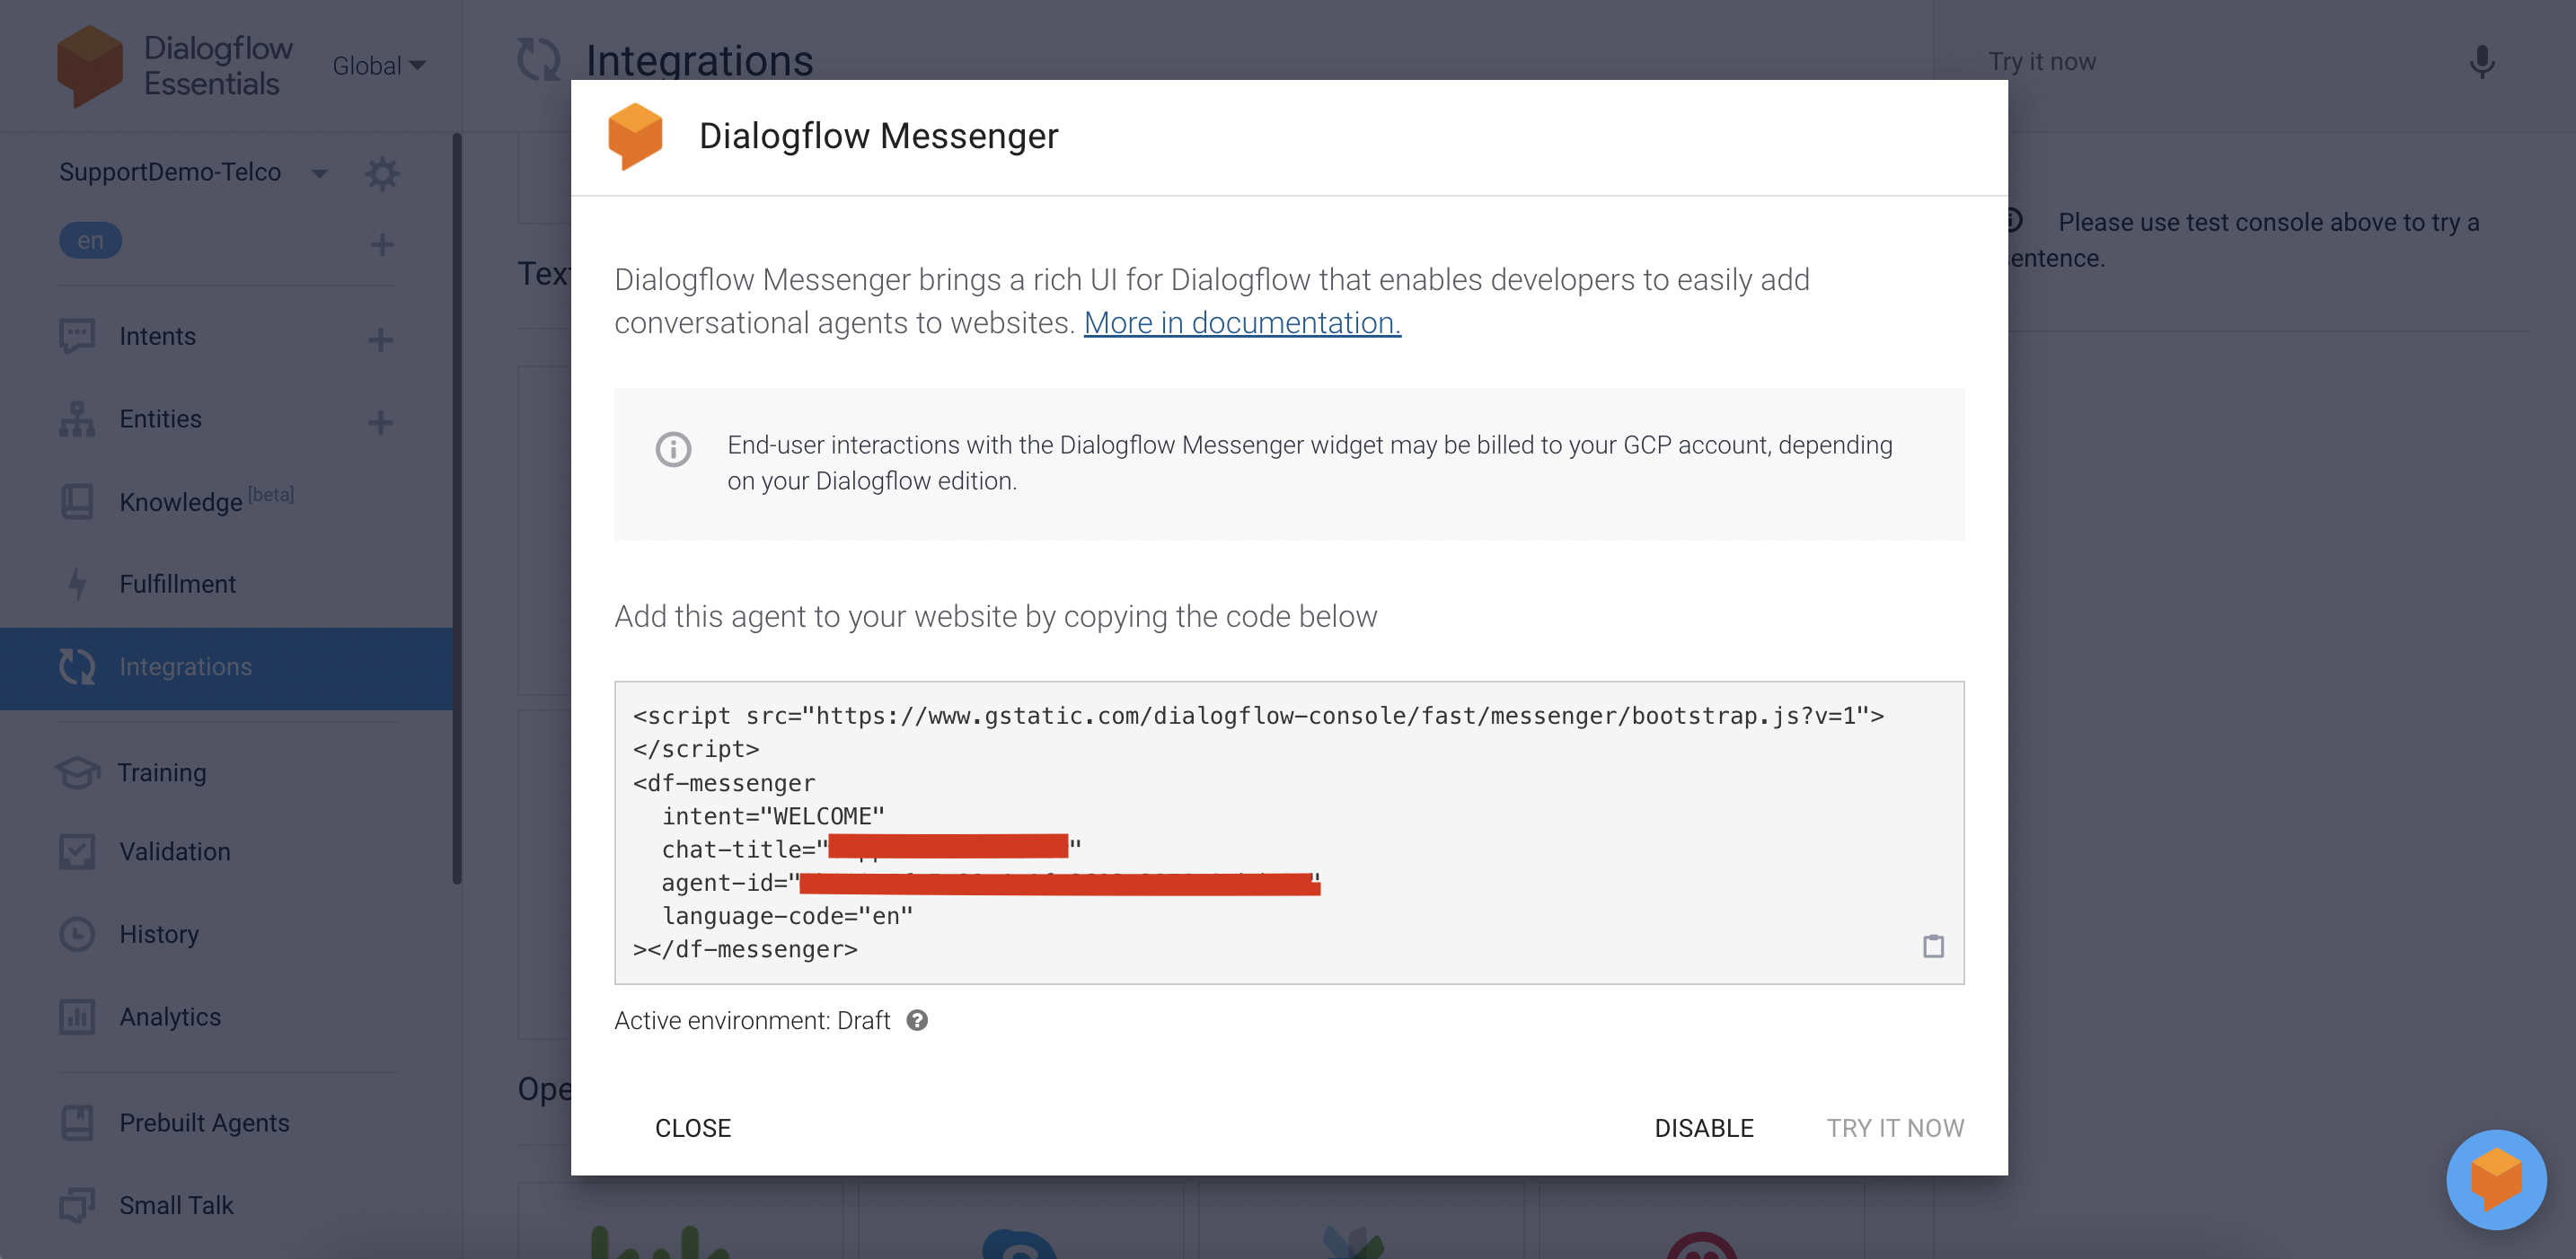 Dialogflow
Essentials
Global
Integrations
Try it now
SupportDemo-Telco
en
Intents
Entities
Knowledge [beta]
Fulfillment
Integrations
Training
Validation
History
Analytics
Prebuilt Agents
Small Talk
Tex
Ope
Dialogflow Messenger
Dialogflow Messenger brings a rich UI for Dialogflow that enables developers to easily add
conversational agents to websites. More in documentation.
End-user interactions with the Dialogflow Messenger widget may be billed to your GCP account, depending
on your Dialogflow edition.
Add this agent to your website by copying the code below
<script src="https://www.gstatic.com/dialogflow-console/fast/messenger/bootstrap.js?v=1">
</script>
<df-messenger
intent="WELCOME"
chat-title=" "
agent-id=" "
language-code="en"
></df-messenger>
Active environment: Draft
CLOSE
DISABLE
TRY IT NOW
Please use test console above to try a
entence.